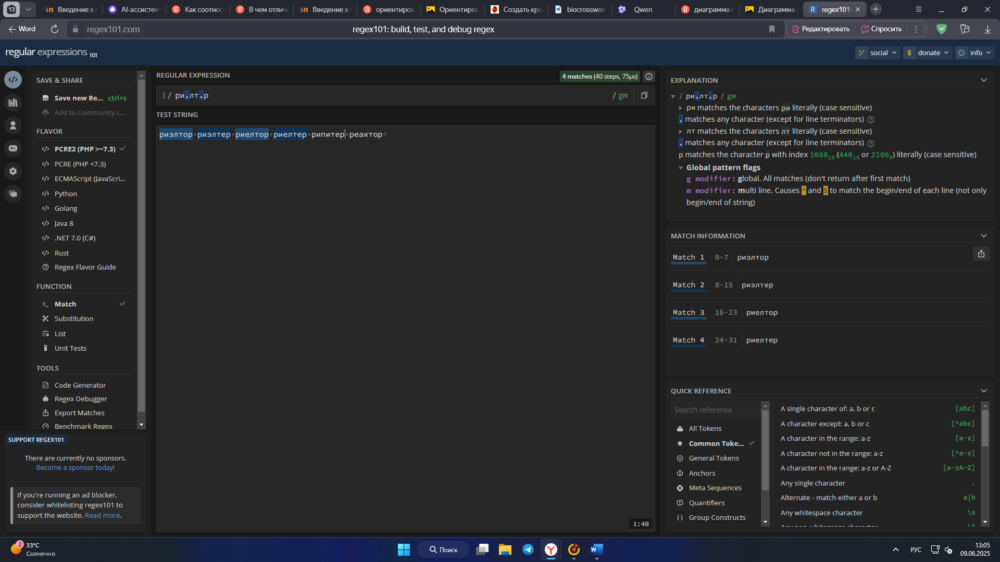 13
Введение в
AI-ассистен
Как соотнос
В чем отлич
Введение в
ориентиров
Ориентиров
Создать кро
biocrossword
Qwen
диаграмма
Диаграмма
regex101:
Word
regex101.com
regex101: build, test, and debug regex
Редактировать
Спросить
regular expressions 101
social
$ donate
info
SAVE & SHARE
Save new Re... ctrl+s
Add to Community L...
FLAVOR
PCRE2 (PHP >=7.3)
PCRE (PHP <7.3)
ECMAScript (JavaScri...
Python
Golang
Java 8
.NET 7.0 (C#)
Rust
Regex Flavor Guide
FUNCTION
Match
Substitution
List
Unit Tests
TOOLS
Code Generator
Regex Debugger
Export Matches
Benchmark Regex
SUPPORT REGEX101
There are currently no sponsors.
Become a sponsor today!
If you're running an ad blocker,
consider whitelisting regex101 to
support the website. Read more.
REGULAR EXPRESSION
4 matches (40 steps, 75μs)
/ ри.лт.р / gm
TEST STRING
риэлтор риэлтер риелтор риелтер рипитер реактор
1:40
EXPLANATION
/ ри.лт.р / gm
ри matches the characters ри literally (case sensitive)
. matches any character (except for line terminators)
лт matches the characters лт literally (case sensitive)
. matches any character (except for line terminators)
р matches the character р with index 1088₁₀ (440₁₆ or 2100₈) literally (case sensitive)
Global pattern flags
g modifier: global. All matches (don't return after first match)
m modifier: multi line. Causes ^ and $ to match the begin/end of each line (not only
begin/end of string)
MATCH INFORMATION
Match 1 0-7 риэлтор
Match 2 8-15 риэлтер
Match 3 16-23 риелтор
Match 4 24-31 риелтер
QUICK REFERENCE
Search reference
All Tokens
Common Toke...
General Tokens
Anchors
Meta Sequences
Quantifiers
Group Constructs
A single character of: a, b or c [abc]
A character except: a, b or c [^abc]
A character in the range: a-z [a-z]
A character not in the range: a-z [^a-z]
A character in the range: a-z or A-Z [a-zA-Z]
Any single character .
Alternate - match either a or b a|b
Any whitespace character \s
Any non-whitespace character \S
2
33°C
Солнечно
Поиск
РУС
13:05
09.06.2025